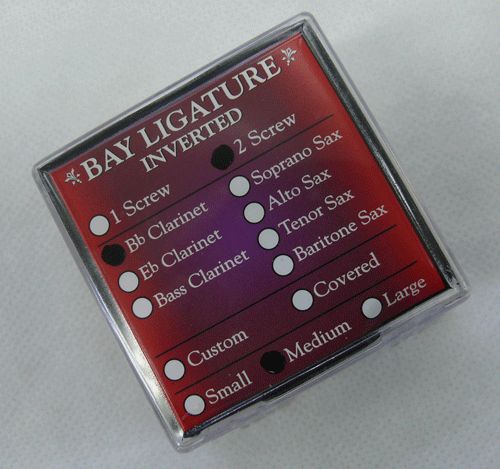 BAY LIGATURE
INVERTED
1 Screw
2 Screw
Bb Clarinet
Soprano Sax
Eb Clarinet
Alto Sax
Bass Clarinet
Tenor Sax
Baritone Sax
Custom
Covered
Small
Medium
Large